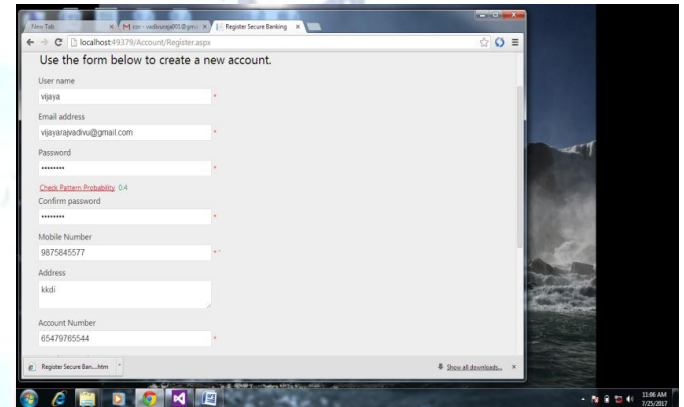 New Tab
Register Secure Banking
localhost:49379/Account/Register.aspx
Use the form below to create a new account.
User name
vijaya
*
Email address
vijayarajvadivu@gmail.com
*
Password
••••••••
*
Check Pattern Probability 0.4
Confirm password
••••••••
*
Mobile Number
9875845577
*
Address
kkdi
Account Number
65479765544
*
Register Secure Ban....htm
Show all downloads...
11:06 AM
7/25/2017